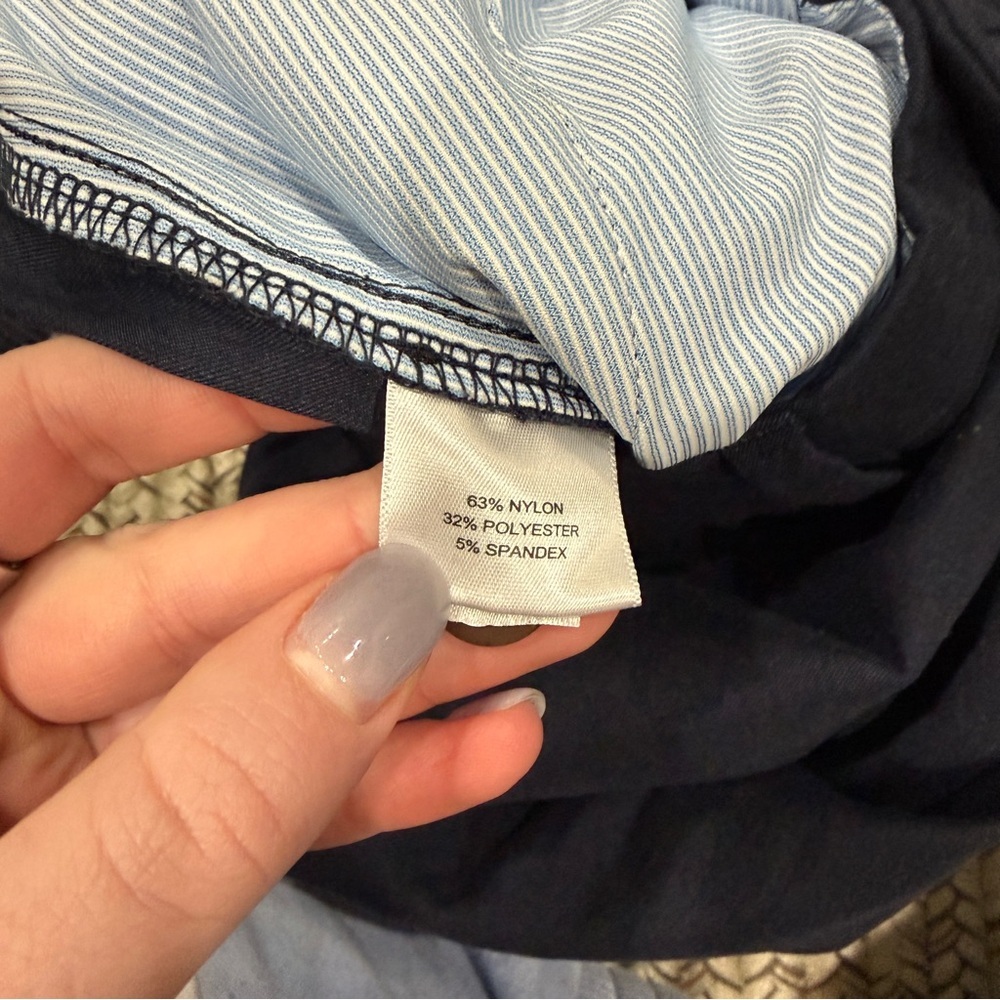 63% NYLON
32% POLYESTER
5% SPANDEX